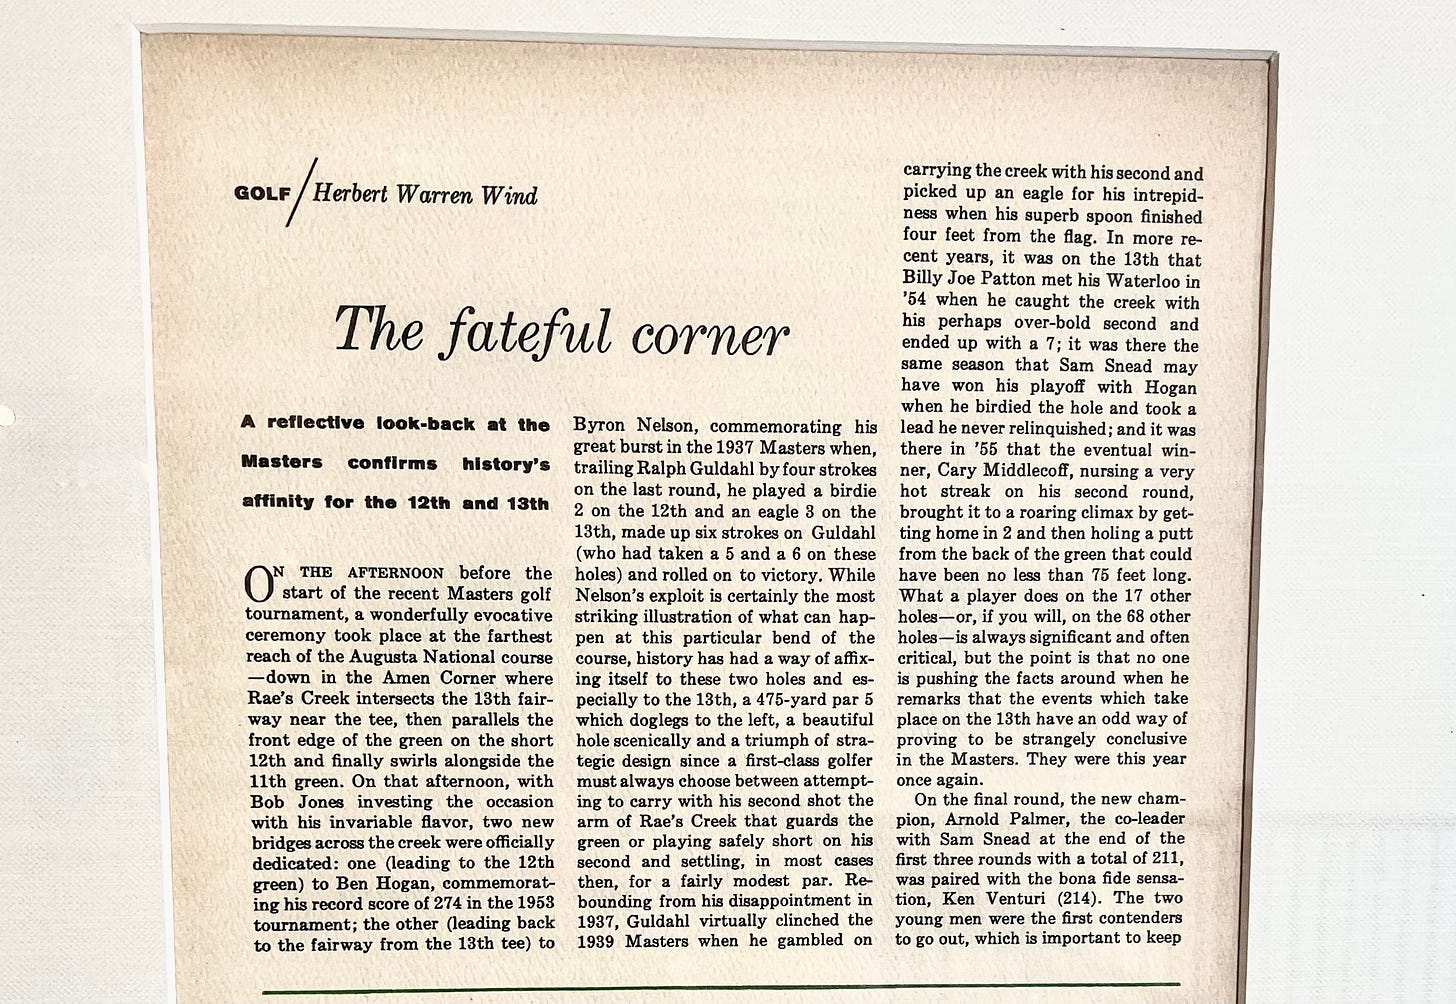 GOLF/Herbert Warren Wind
The fateful corner
A reflective look-back at the
Masters confirms history's
affinity for the 12th and 13th
ON THE AFTERNOON before the
start of the recent Masters golf
tournament, a wonderfully evocative
ceremony took place at the farthest
reach of the Augusta National course
—down in the Amen Corner where
Rae's Creek intersects the 13th fair-
way near the tee, then parallels the
front edge of the green on the short
12th and finally swirls alongside the
11th green. On that afternoon, with
Bob Jones investing the occasion
with his invariable flavor, two new
bridges across the creek were officially
dedicated: one (leading to the 12th
green) to Ben Hogan, commemorat-
ing his record score of 274 in the 1953
tournament; the other (leading back
to the fairway from the 13th tee) to
Byron Nelson, commemorating his
great burst in the 1937 Masters when,
trailing Ralph Guldahl by four strokes
on the last round, he played a birdie
2 on the 12th and an eagle 3 on the
13th, made up six strokes on Guldahl
(who had taken a 5 and a 6 on these
holes) and rolled on to victory. While
Nelson's exploit is certainly the most
striking illustration of what can hap-
pen at this particular bend of the
course, history has had a way of affix-
ing itself to these two holes and es-
pecially to the 13th, a 475-yard par 5
which doglegs to the left, a beautiful
hole scenically and a triumph of stra-
tegic design since a first-class golfer
must always choose between attempt-
ing to carry with his second shot the
arm of Rae's Creek that guards the
green or playing safely short on his
second and settling, in most cases
then, for a fairly modest par. Re-
bounding from his disappointment in
1937, Guldahl virtually clinched the
1939 Masters when he gambled on
carrying the creek with his second and
picked up an eagle for his intrepid-
ness when his superb spoon finished
four feet from the flag. In more re-
cent years, it was on the 13th that
Billy Joe Patton met his Waterloo in
'54 when he caught the creek with
his perhaps over-bold second and
ended up with a 7; it was there the
same season that Sam Snead may
have won his playoff with Hogan
when he birdied the hole and took a
lead he never relinquished; and it was
there in '55 that the eventual win-
ner, Cary Middlecoff, nursing a very
hot streak on his second round,
brought it to a roaring climax by get-
ting home in 2 and then holing a putt
from the back of the green that could
have been no less than 75 feet long.
What a player does on the 17 other
holes—or, if you will, on the 68 other
holes—is always significant and often
critical, but the point is that no one
is pushing the facts around when he
remarks that the events which take
place on the 13th have an odd way of
proving to be strangely conclusive
in the Masters. They were this year
once again.
On the final round, the new cham-
pion, Arnold Palmer, the co-leader
with Sam Snead at the end of the
first three rounds with a total of 211,
was paired with the bona fide sensa-
tion, Ken Venturi (214). The two
young men were the first contenders
to go out, which is important to keep